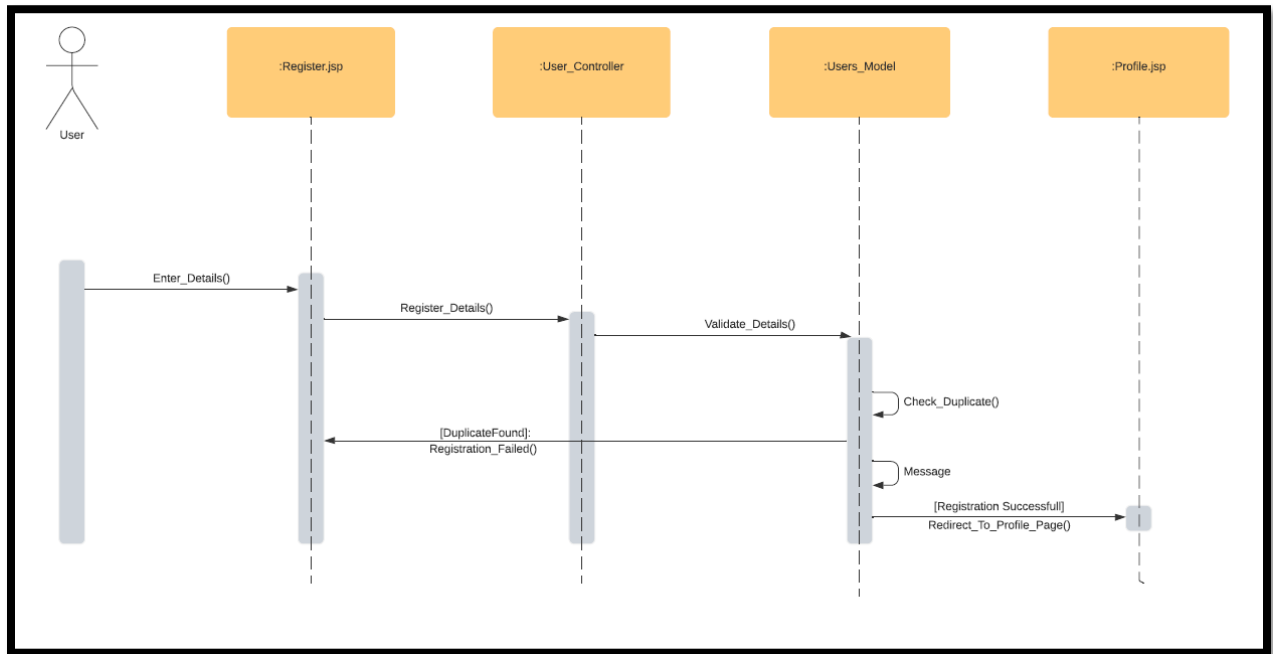 :Register.jsp
:User_Controller
:Users_Model
:Profile.jsp
User
Enter_Details()
Register_Details()
Validate_Details()
Check_Duplicate()
[DuplicateFound]:
Registration_Failed()
Message
[Registration Successfull]
Redirect_To_Profile_Page()